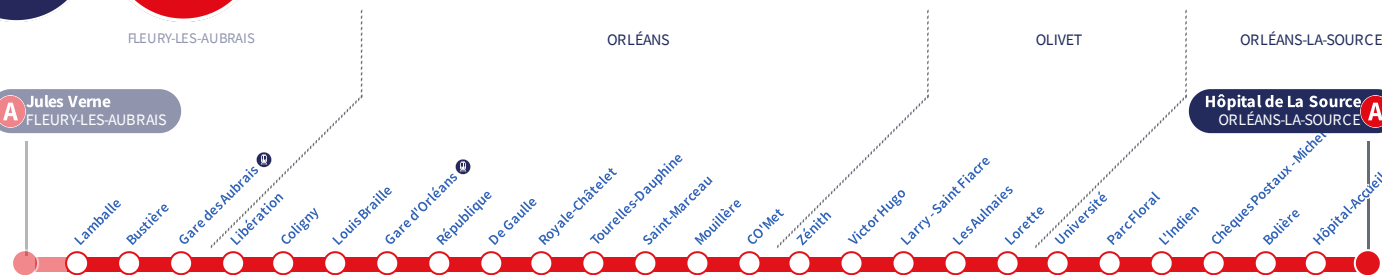 FLEURY-LES-AUBRAIS
ORLÉANS
OLIVET
ORLÉANS-LA-SOURCE
A
Jules Verne
FLEURY-LES-AUBRAIS
Hôpital de La Source
ORLÉANS-LA-SOURCE
A
Lamballe
Bustière
Gare des Aubrais
Libération
Coligny
Louis Braille
Gare d'Orléans
République
De Gaulle
Royale-Châtelet
Tourelles-Dauphine
Saint-Marceau
Mouillère
CO'Met
Zénith
Victor Hugo
Larry - Saint Fiacre
Les Aulnaies
Lorette
Université
Parc Floral
L'Indien
Chèques Postaux - Michel
Bolière
Hôpital-Accueil